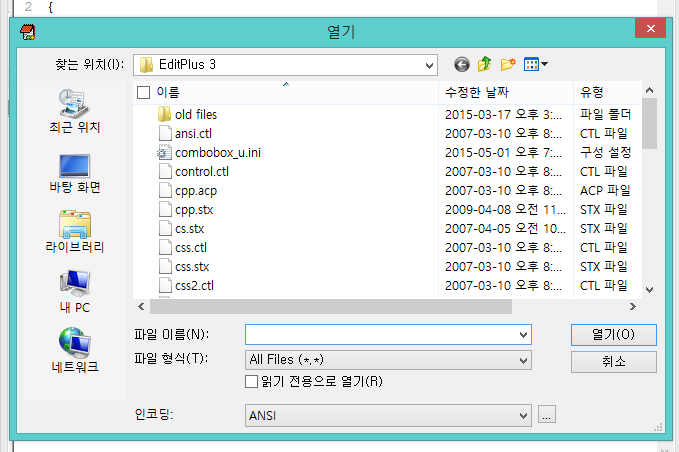 2 {
열기
찾는 위치(I): EditPlus 3
이름 수정한 날짜 유형
old files 2015-03-17 오후 3:... 파일 폴더
ansi.ctl 2007-03-10 오후 8:... CTL 파일
combobox_u.ini 2015-05-01 오후 7:... 구성 설정
control.ctl 2007-03-10 오후 8:... CTL 파일
cpp.acp 2007-03-10 오후 8:... ACP 파일
cpp.stx 2009-04-08 오전 11... STX 파일
cs.stx 2007-04-05 오전 10... STX 파일
css.ctl 2007-03-10 오후 8:... CTL 파일
css.stx 2007-03-10 오후 8:... STX 파일
css2.ctl 2007-03-10 오후 8:... CTL 파일
최근 위치
바탕 화면
라이브러리
내 PC
네트워크
파일 이름(N): 열기(O)
파일 형식(T): All Files (*.*) 취소
읽기 전용으로 열기(R)
인코딩: ANSI ...